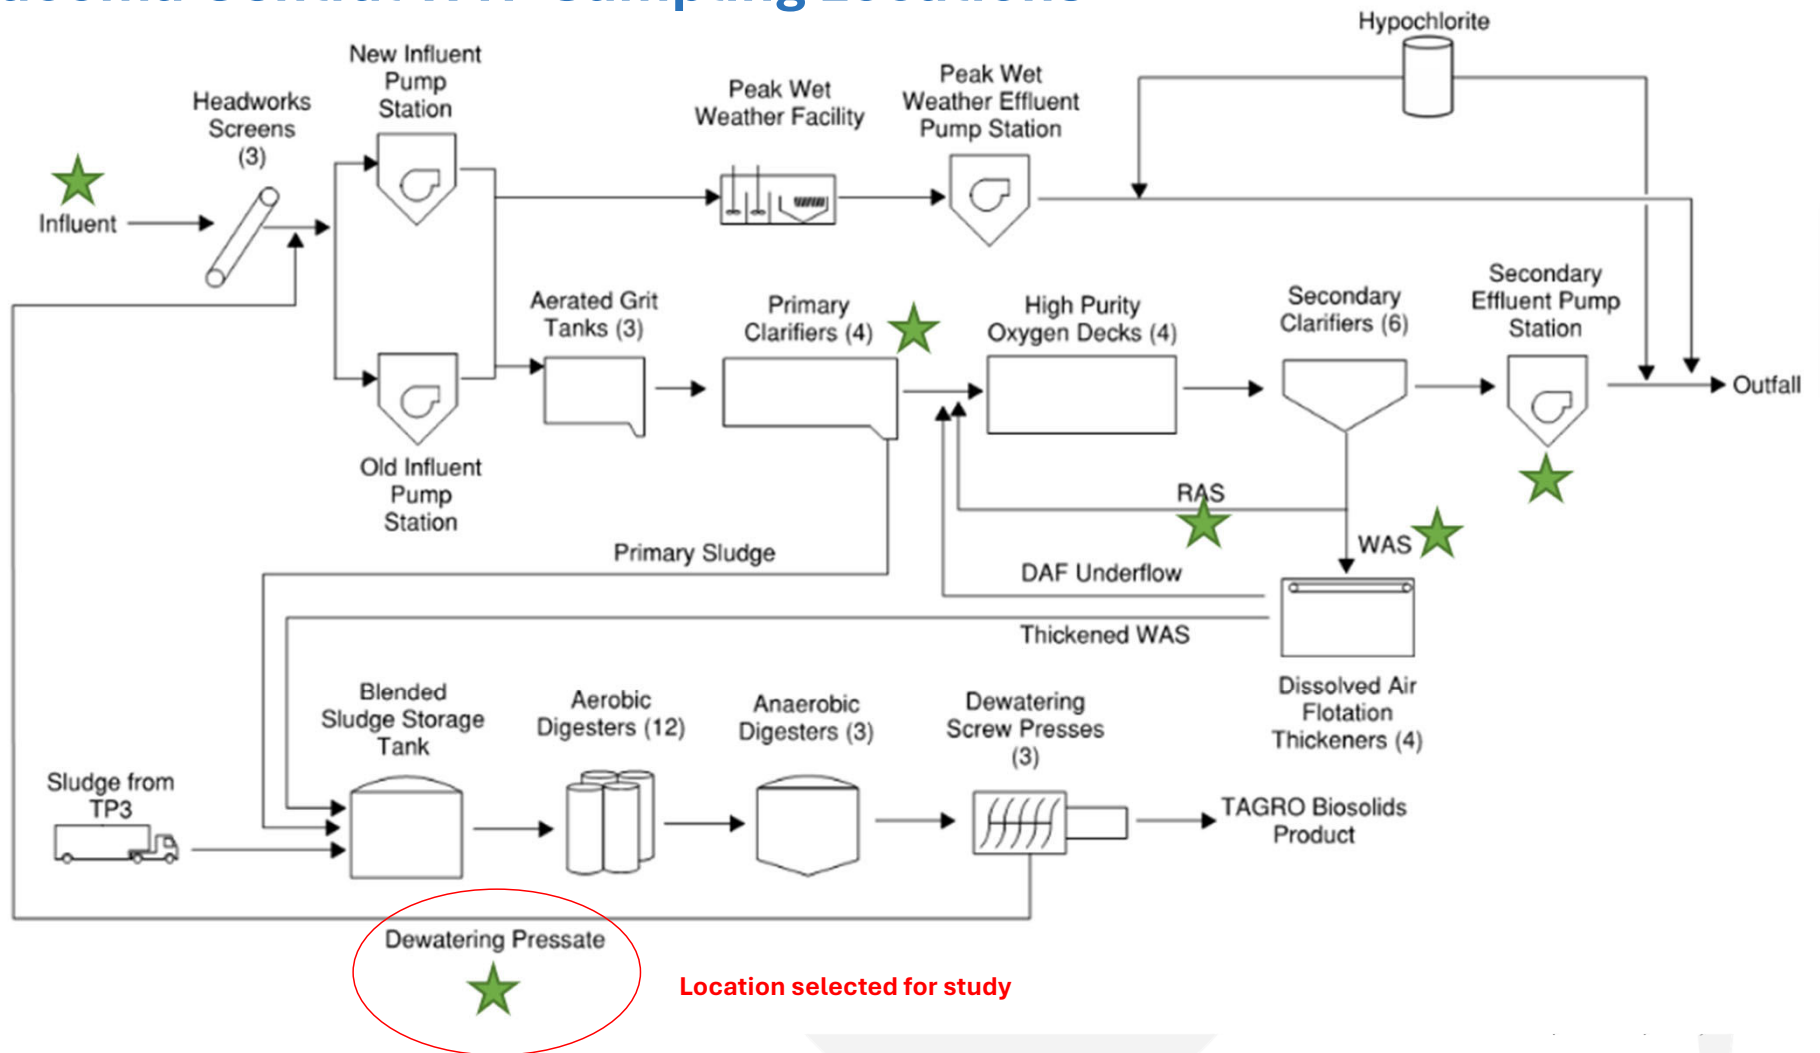 Sampling Locations
Hypochlorite
New Influent
Pump
Station
Peak Wet
Weather Facility
Peak Wet
Weather Effluent
Pump Station
Headworks
Screens
(3)
Influent
Aerated Grit
Tanks (3)
Primary
Clarifiers (4)
High Purity
Oxygen Decks (4)
Secondary
Clarifiers (6)
Secondary
Effluent Pump
Station
Outfall
Old Influent
Pump
Station
RAS
WAS
Primary Sludge
DAF Underflow
Thickened WAS
Dissolved Air
Flotation
Thickeners (4)
Blended
Sludge Storage
Tank
Aerobic
Digesters (12)
Anaerobic
Digesters (3)
Dewatering
Screw Presses
(3)
Sludge from
TP3
TAGRO Biosolids
Product
Dewatering Pressate
Location selected for study